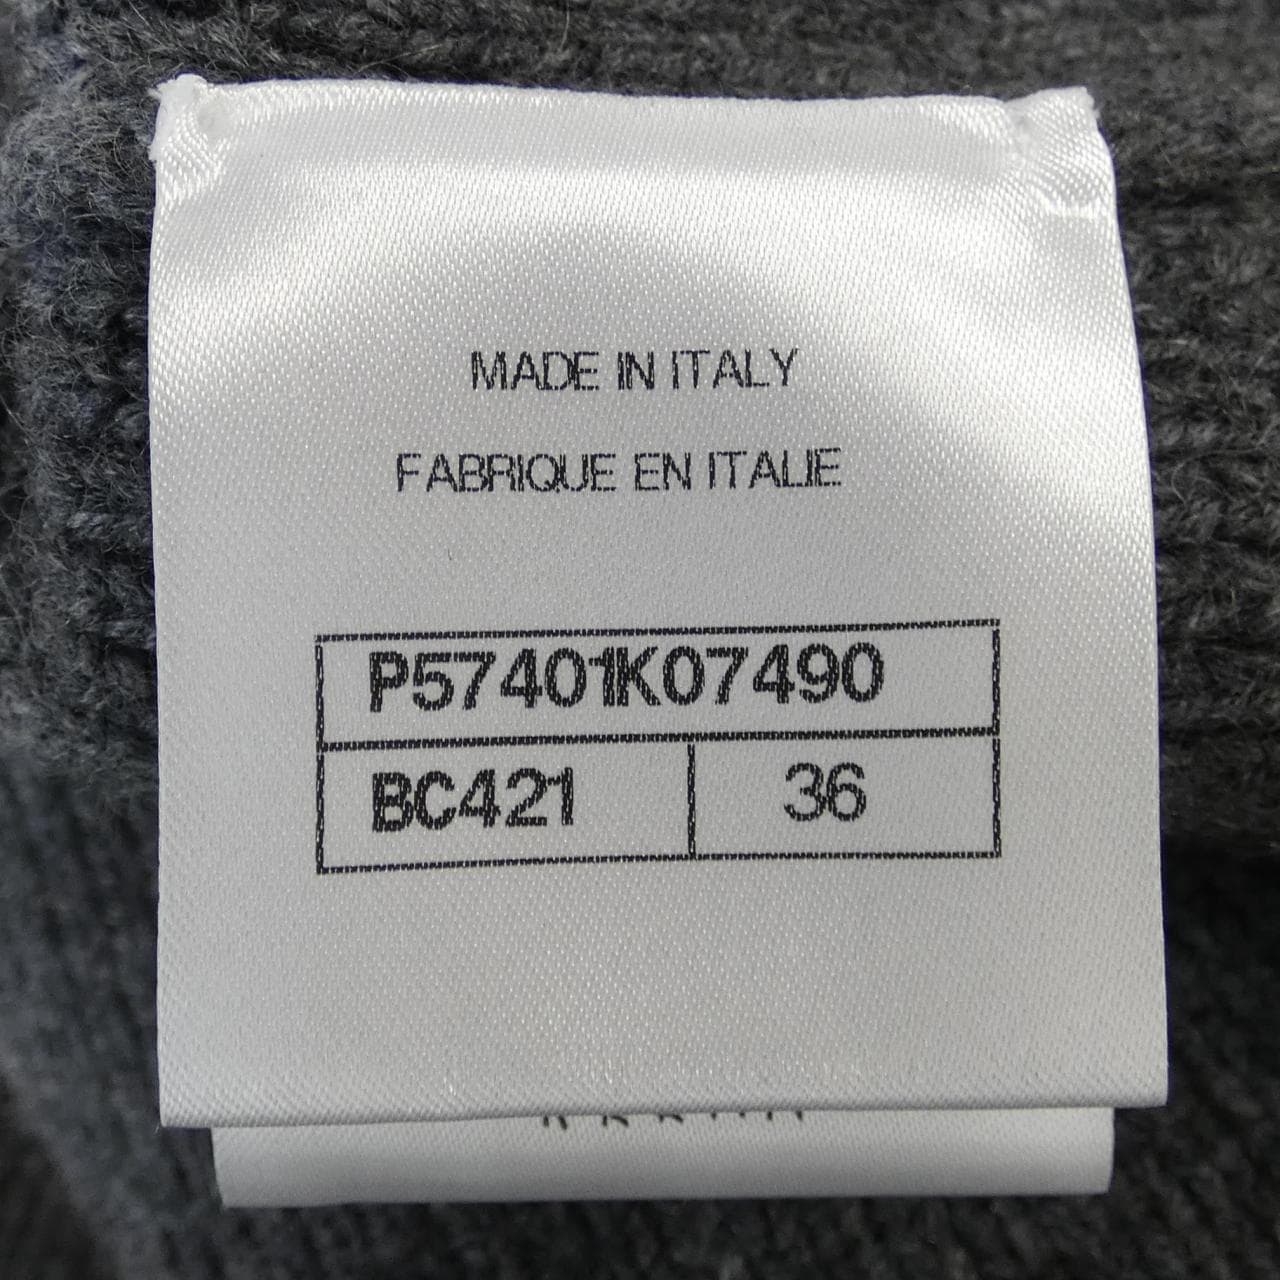 MADE IN ITALY
FABRIQUE EN ITALIE
P57401K07490
BC421 36